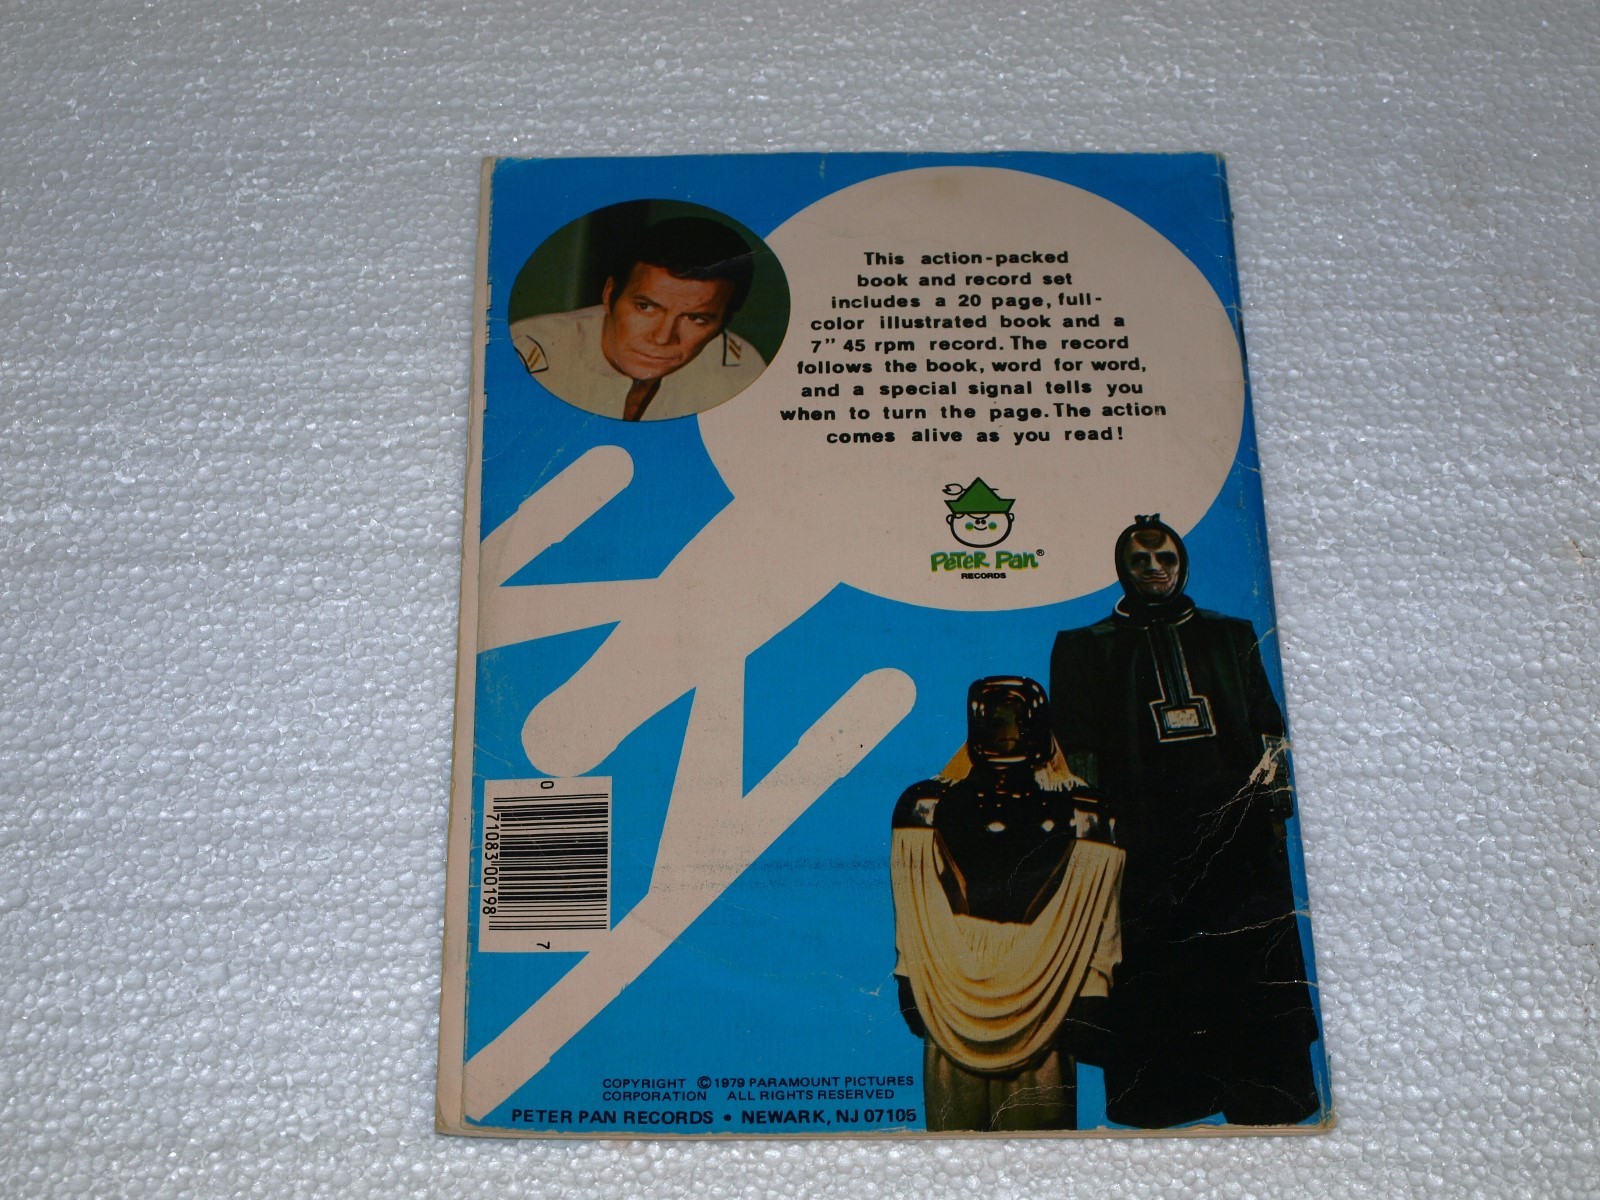 This action-packed
book and record set
includes a 20 page, full-
color illustrated book and a
7" 45 rpm record. The record
follows the book, word for word,
and a special signal tells you
when to turn the page. The action
comes alive as you read!
Peter Pan®
RECORDS
0 71083 00198 7
COPYRIGHT ©1979 PARAMOUNT PICTURES
CORPORATION ALL RIGHTS RESERVED
PETER PAN RECORDS • NEWARK, NJ 07105